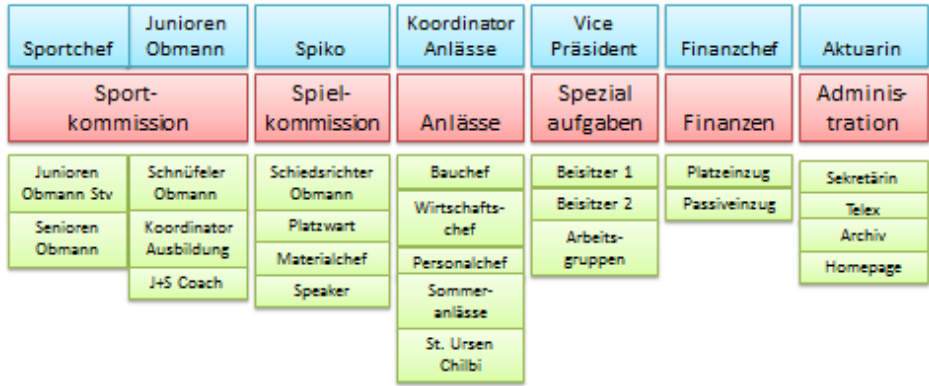 Sportchef
Junioren
Obmann
Spiko
Koordinator
Anlässe
Vice
Präsident
Finanzchef
Aktuarin
Sport-
kommission
Spiel-
kommission
Anlässe
Spezial
aufgaben
Finanzen
Adminis-
tration
Junioren
Obmann Stv
Senioren
Obmann
Schnüfeler
Obmann
Koordinator
Ausbildung
J+S Coach
Schiedsrichter
Obmann
Platzwart
Materialchef
Speaker
Bauchef
Wirtschafts-
chef
Personalchef
Sommer-
anlässe
St. Ursen
Chilbi
Beisitzer 1
Beisitzer 2
Arbeits-
gruppen
Platzeinzug
Passiveinzug
Sekretärin
Telex
Archiv
Homepage